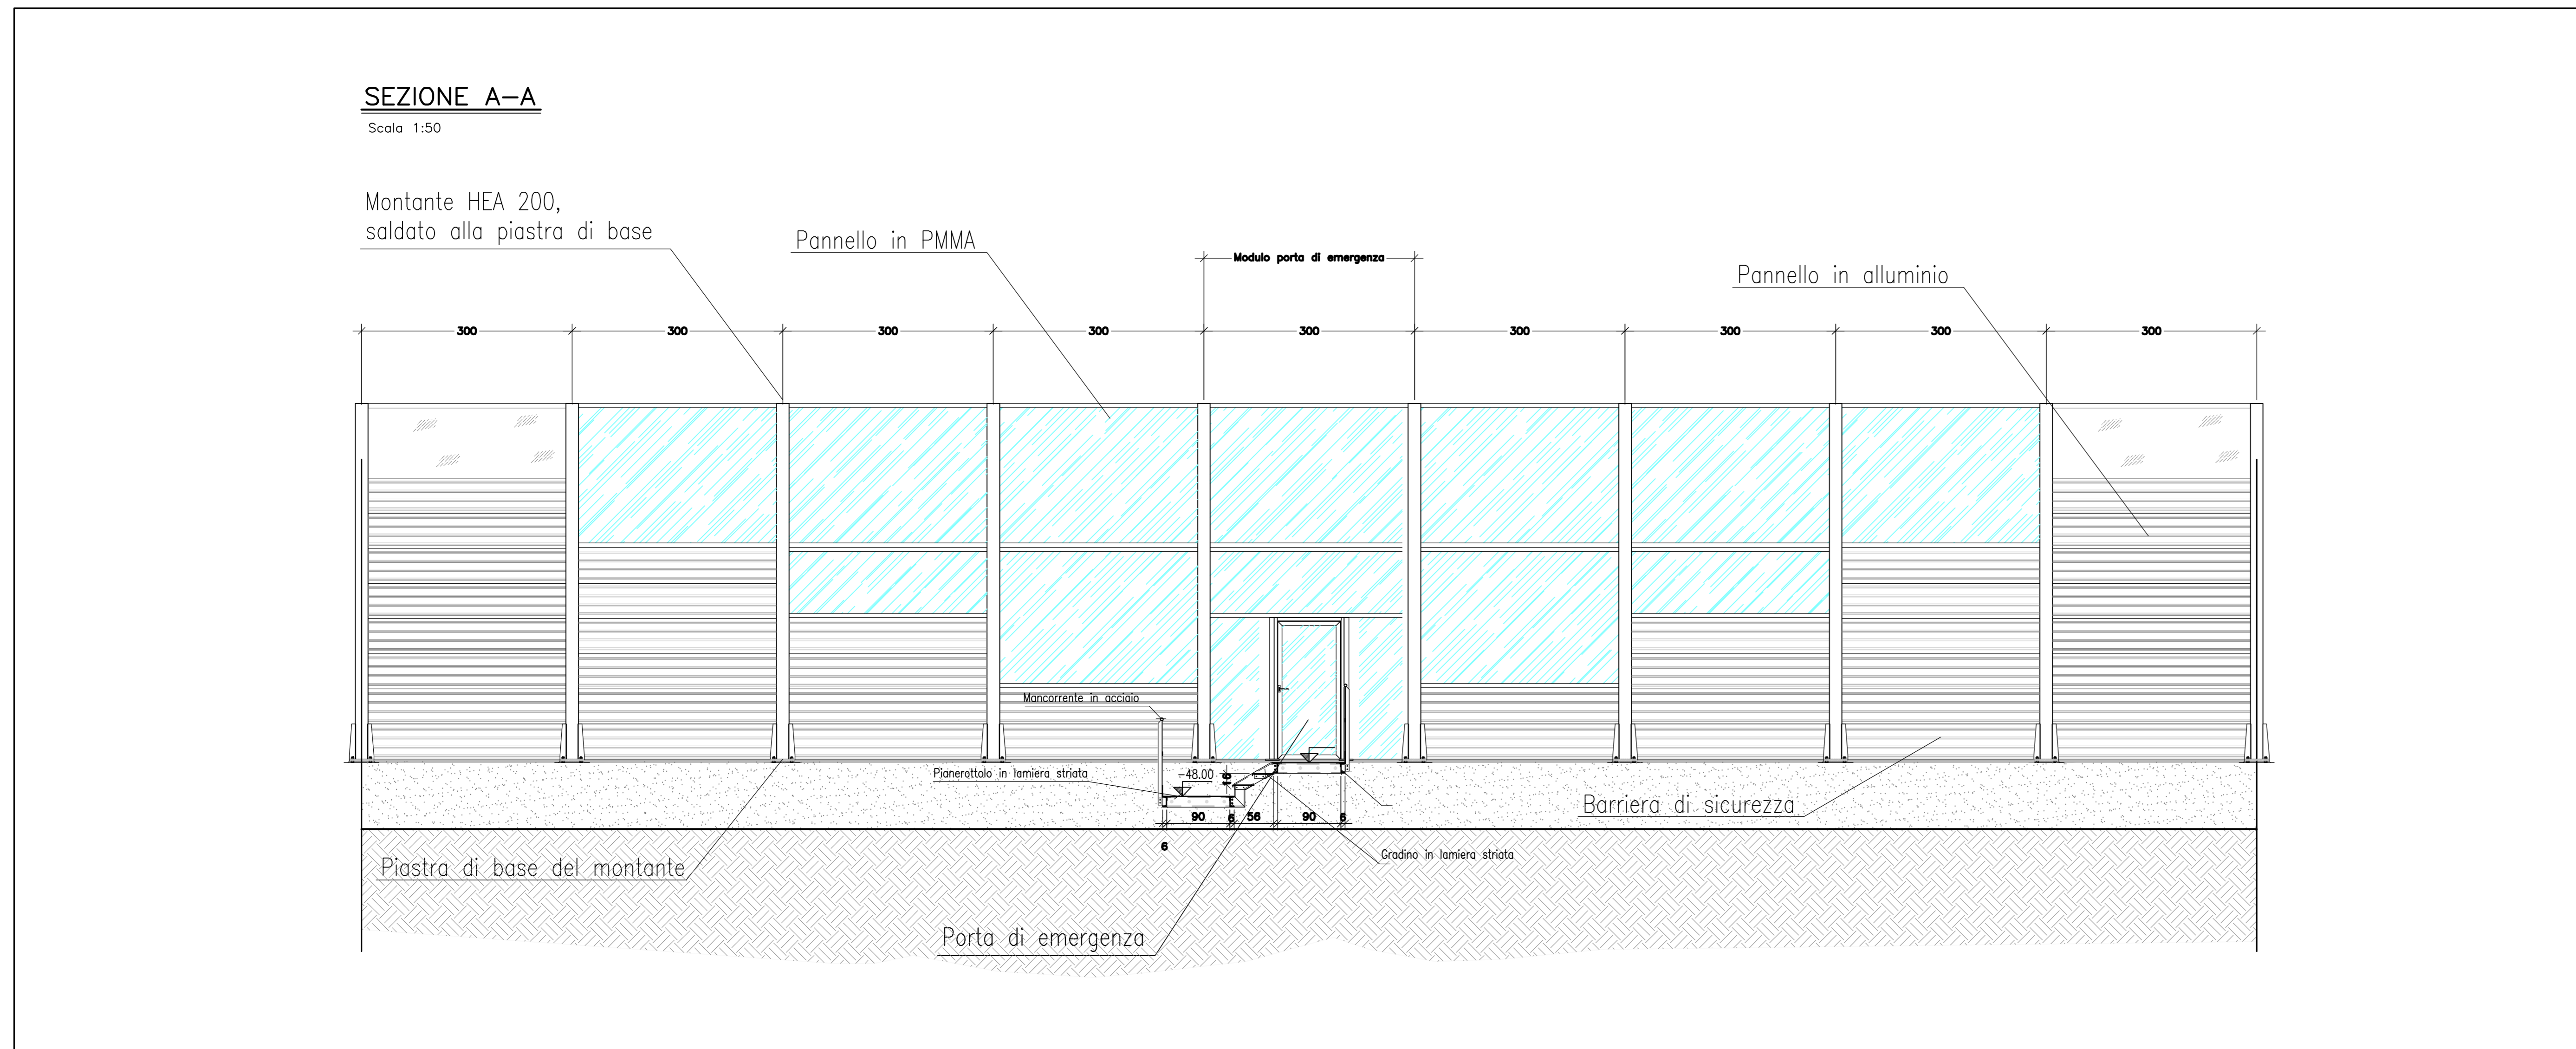 SEZIONE A-A
Scala 1:50
Montante HEA 200,
saldato alla piastra di base
Pannello in PMMA
Modulo porta di emergenza
Pannello in alluminio
300 300 300 300 300 300 300 300 300
Mancorrente in acciaio
Pianerottolo in lamiera striata
-48.00
16
90 6 56 90 6
6
Barriera di sicurezza
Gradino in lamiera striata
Piastra di base del montante
Porta di emergenza